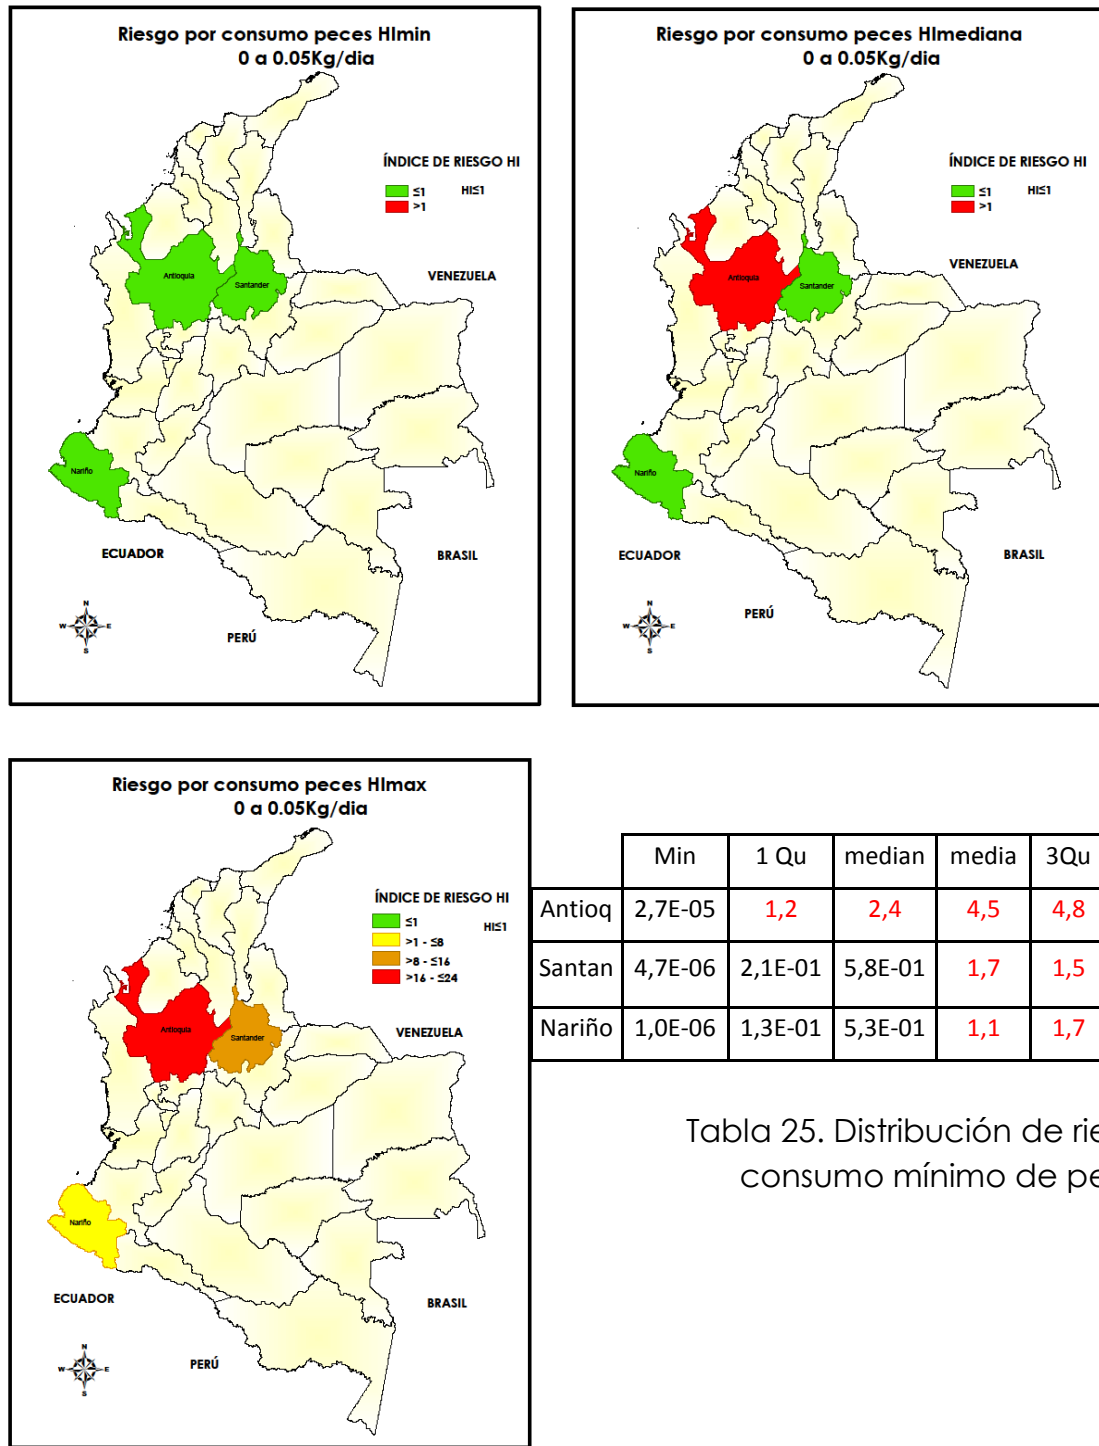 Riesgo por consumo peces HImin
0 a 0.05Kg/dia
ÍNDICE DE RIESGO HI
≤1 HI≤1
>1
Antioquia
Santander
VENEZUELA
Nariño
ECUADOR
BRASIL
PERÚ
N
W E
S
Riesgo por consumo peces HImediana
0 a 0.05Kg/dia
ÍNDICE DE RIESGO HI
≤1 HI≤1
>1
Antioquia
Santander
VENEZUELA
Nariño
ECUADOR
BRASIL
PERÚ
N
W E
S
Riesgo por consumo peces HImax
0 a 0.05Kg/dia
ÍNDICE DE RIESGO HI
≤1 HI≤1
>1 - ≤8
>8 - ≤16
>16 - ≤24
Antioquia
Santander
VENEZUELA
Nariño
ECUADOR
BRASIL
PERÚ
N
W E
S
Min 1 Qu median media 3Qu
Antioq 2,7E-05 1,2 2,4 4,5 4,8
Santan 4,7E-06 2,1E-01 5,8E-01 1,7 1,5
Nariño 1,0E-06 1,3E-01 5,3E-01 1,1 1,7
Tabla 25. Distribución de rie
consumo mínimo de pe